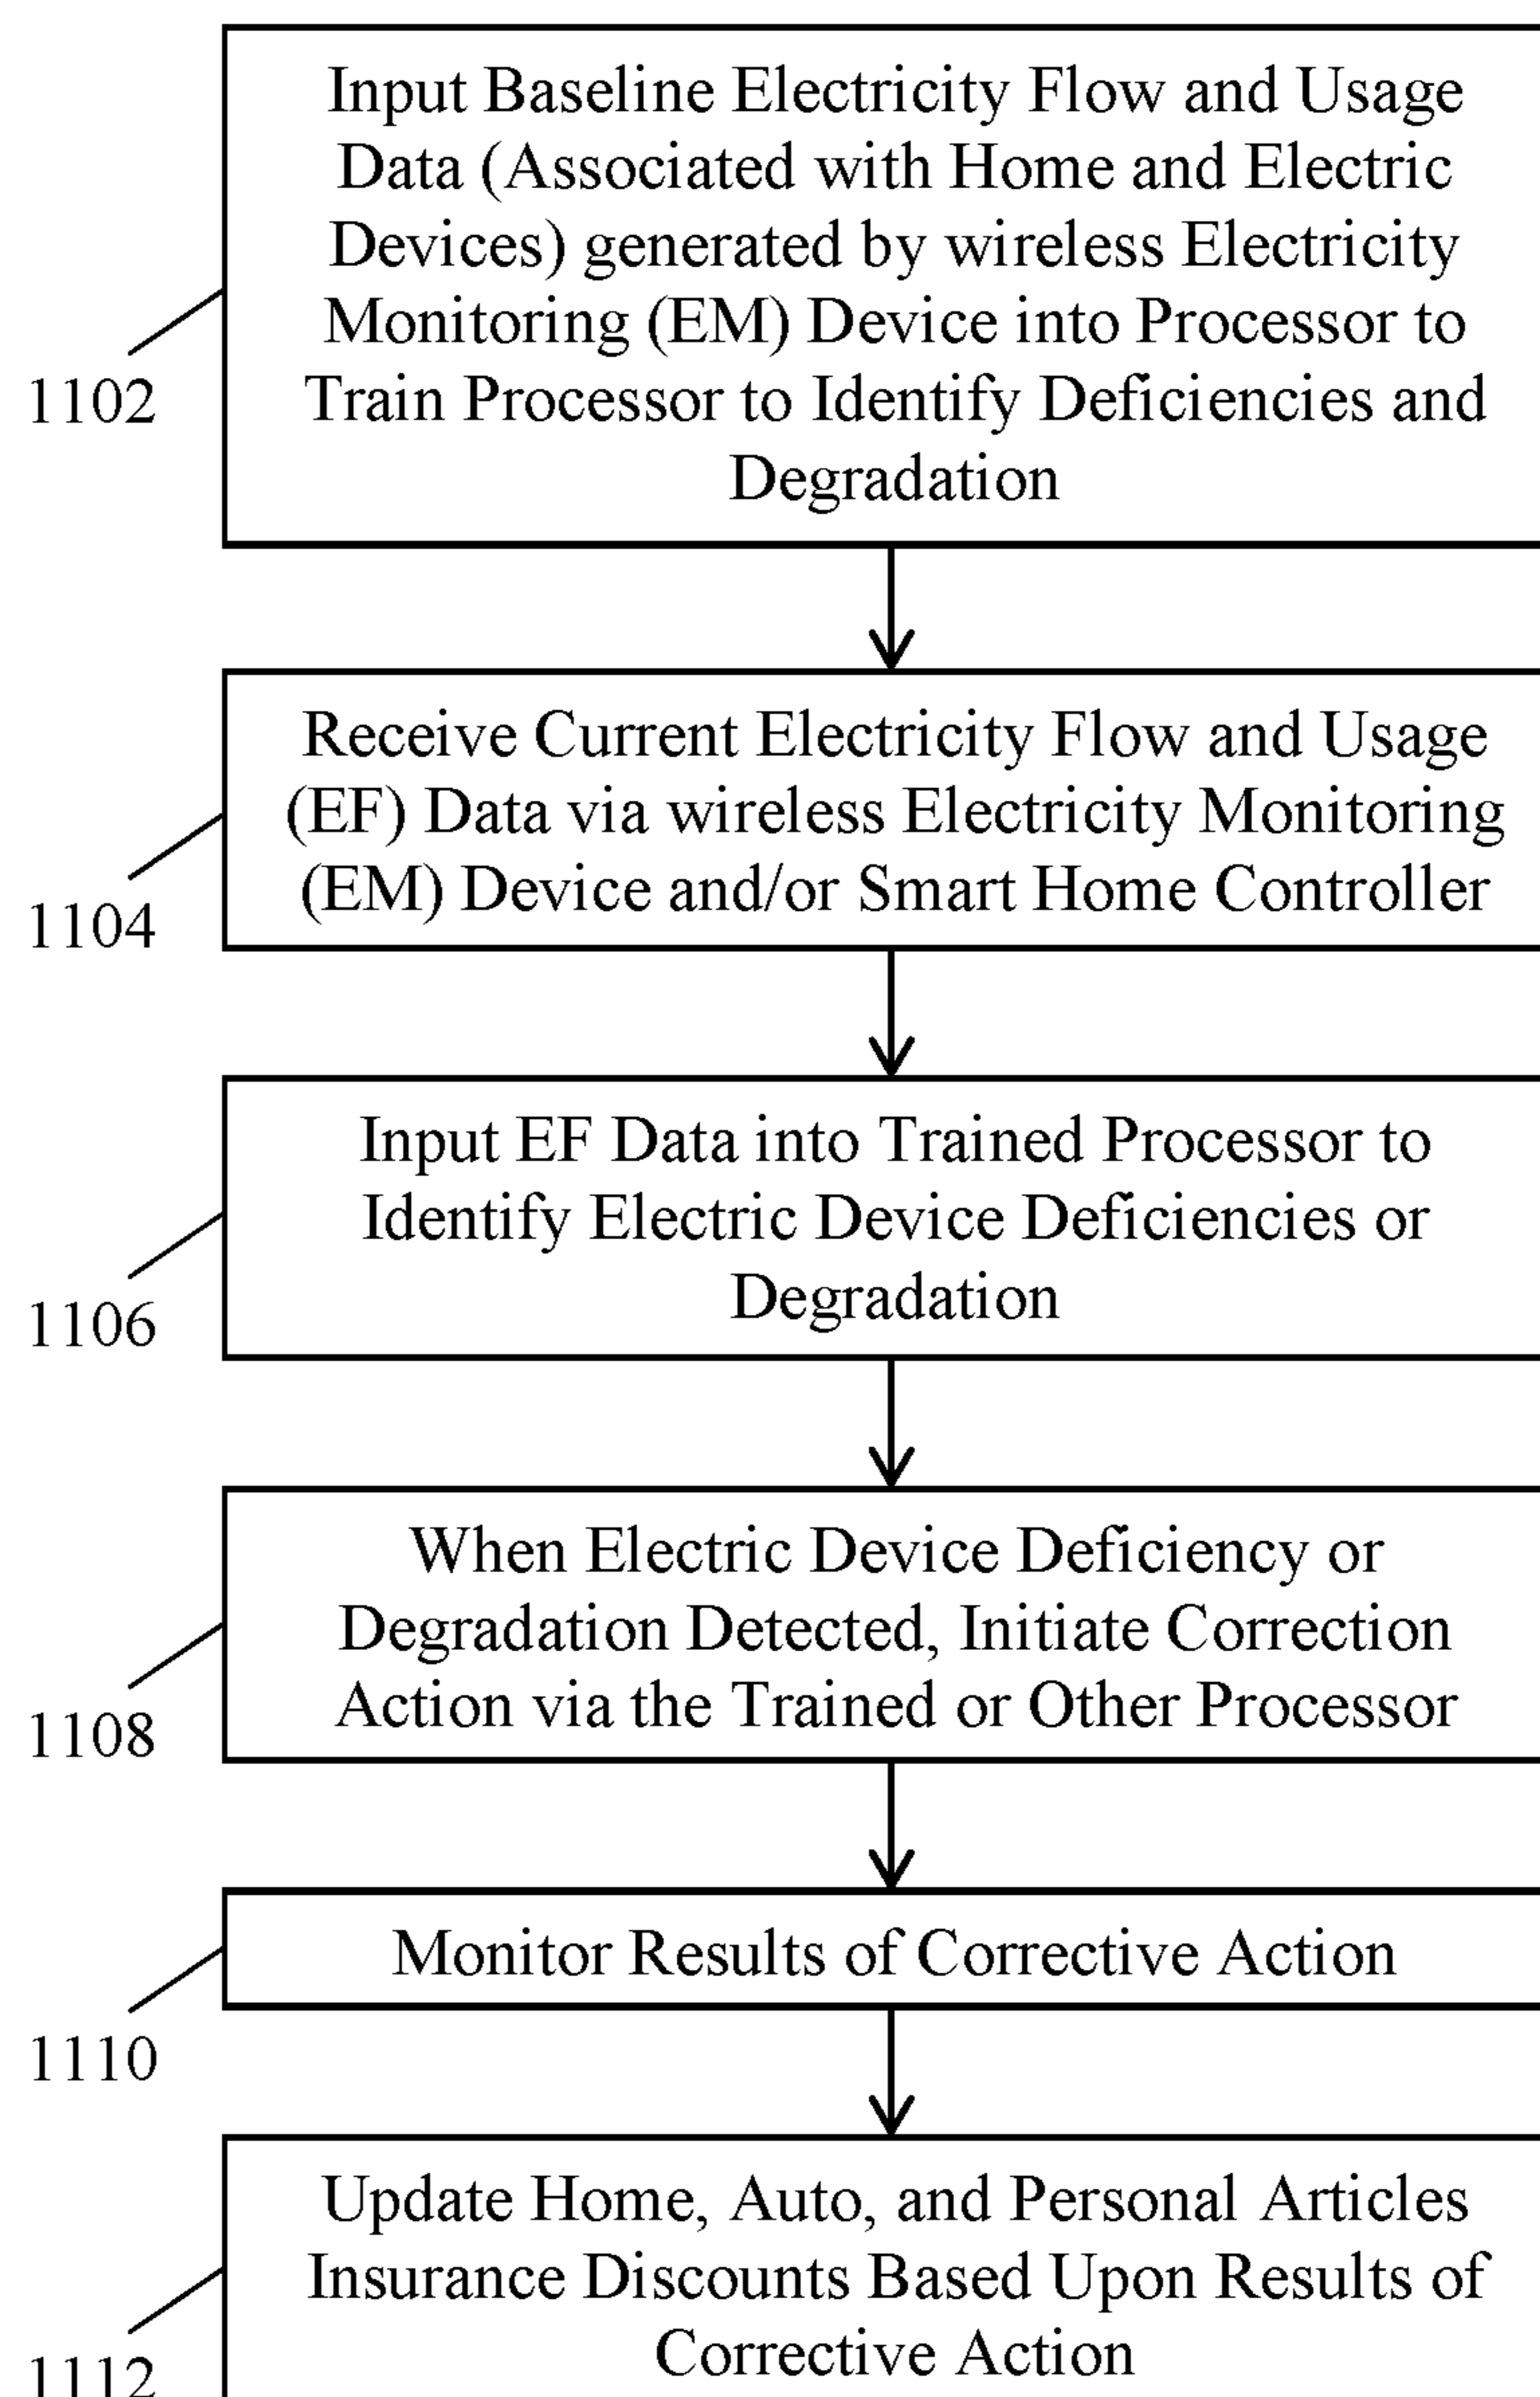 Input Baseline Electricity Flow and Usage
Data (Associated with Home and Electric
Devices) generated by wireless Electricity
Monitoring (EM) Device into Processor to
Train Processor to Identify Deficiencies and
Degradation
1102
Receive Current Electricity Flow and Usage
(EF) Data via wireless Electricity Monitoring
(EM) Device and/or Smart Home Controller
1104
Input EF Data into Trained Processor to
Identify Electric Device Deficiencies or
Degradation
1106
When Electric Device Deficiency or
Degradation Detected, Initiate Correction
Action via the Trained or Other Processor
1108
Monitor Results of Corrective Action
1110
Update Home, Auto, and Personal Articles
Insurance Discounts Based Upon Results of
Corrective Action
1112